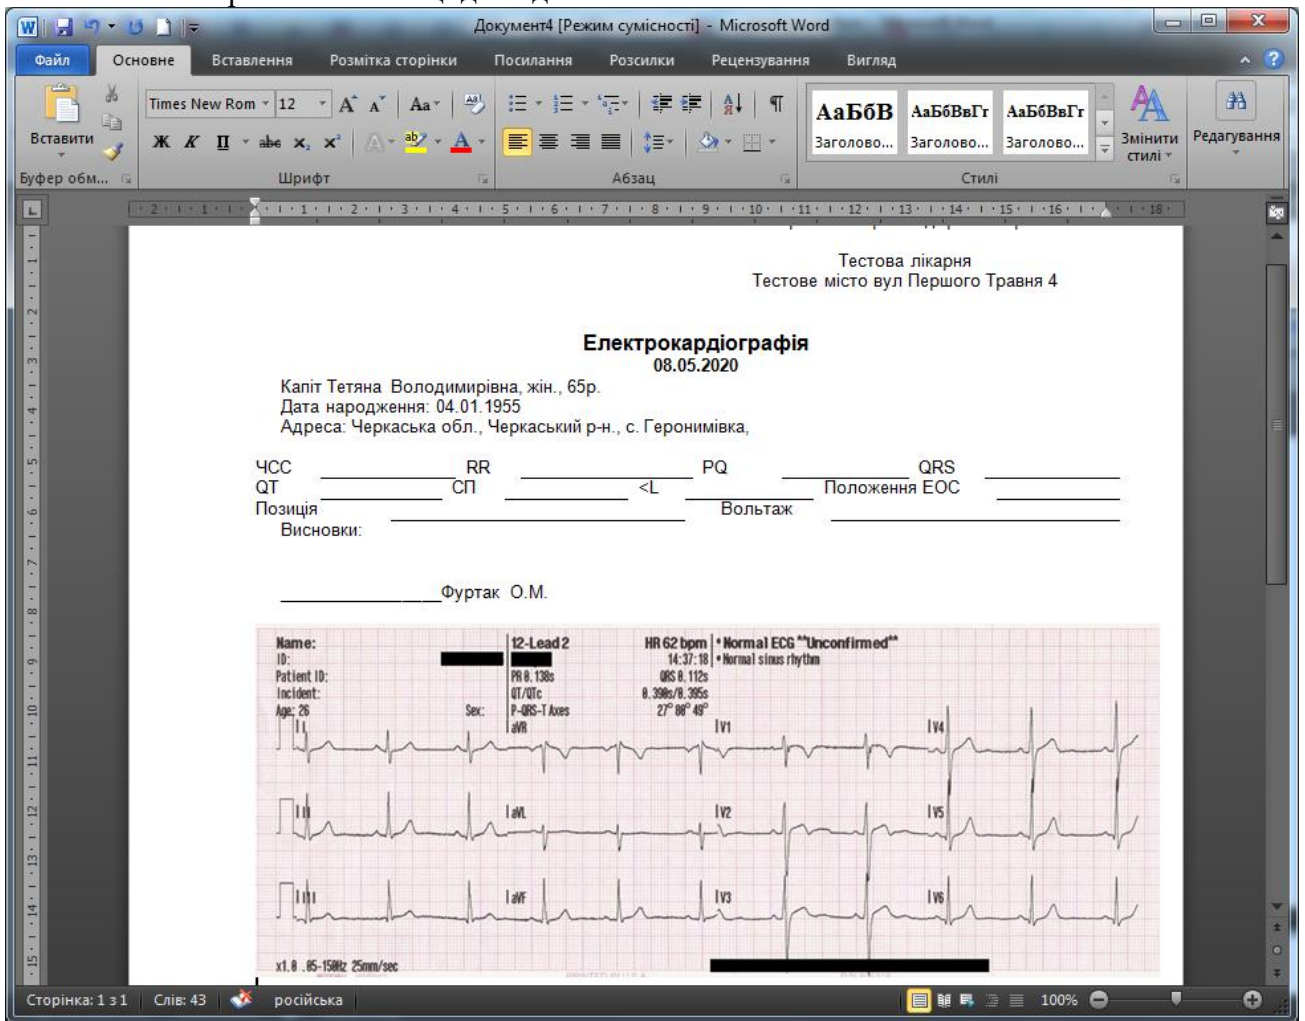 Документ4 [Режим сумісності] - Microsoft Word
Файл Основне Вставлення Розмітка сторінки Посилання Розсилки Рецензування Вигляд
Вставити
Times New Rom 12
Ж К П abc x₂ x²
АаБбВ АаБбВвГг АаБбВвГг
Заголово... Заголово... Заголово...
Змінити стилі
Редагування
Буфер обм... Шрифт Абзац Стилі
Тестова лікарня
Тестове місто вул Першого Травня 4
Електрокардіографія
08.05.2020
Капіт Тетяна Володимирівна, жін., 65р.
Дата народження: 04.01.1955
Адреса: Черкаська обл., Черкаський р-н., с. Геронимівка,
ЧСС RR PQ QRS
QT СП <L Положення ЕОС
Позиція Вольтаж
Висновки:
Фуртак О.М.
Name: 12-Lead 2 HR 62 bpm • Normal ECG **Unconfirmed**
ID: 14:37:18 • Normal sinus rhythm
Patient ID: PR 0.138s QRS 0.112s
Incident: QT/QTc 0.390s/0.395s
Age: 26 Sex: P-QRS-T Axes 27° 80° 49°
I aVR V1 V4
II aVL V2 V5
III aVF V3 V6
x1.0 .05-150Hz 25mm/sec
Сторінка: 1 з 1 Слів: 43 російська 100%